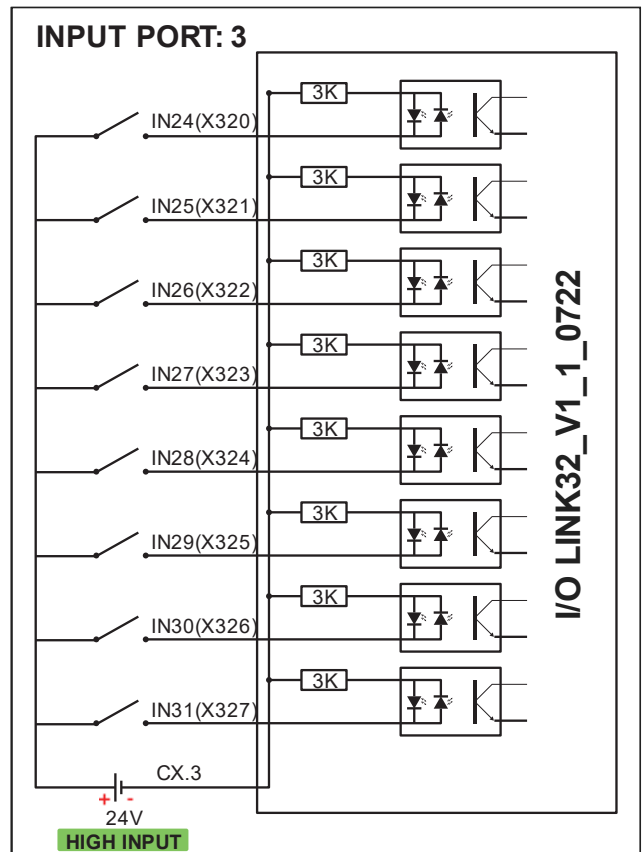 INPUT PORT: 3
3K
IN24(X320)
3K
IN25(X321)
3K
IN26(X322)
3K
IN27(X323)
3K
IN28(X324)
3K
IN29(X325)
3K
IN30(X326)
3K
IN31(X327)
I/O LINK32_V1_1_0722
CX.3
+ -
24V
HIGH INPUT